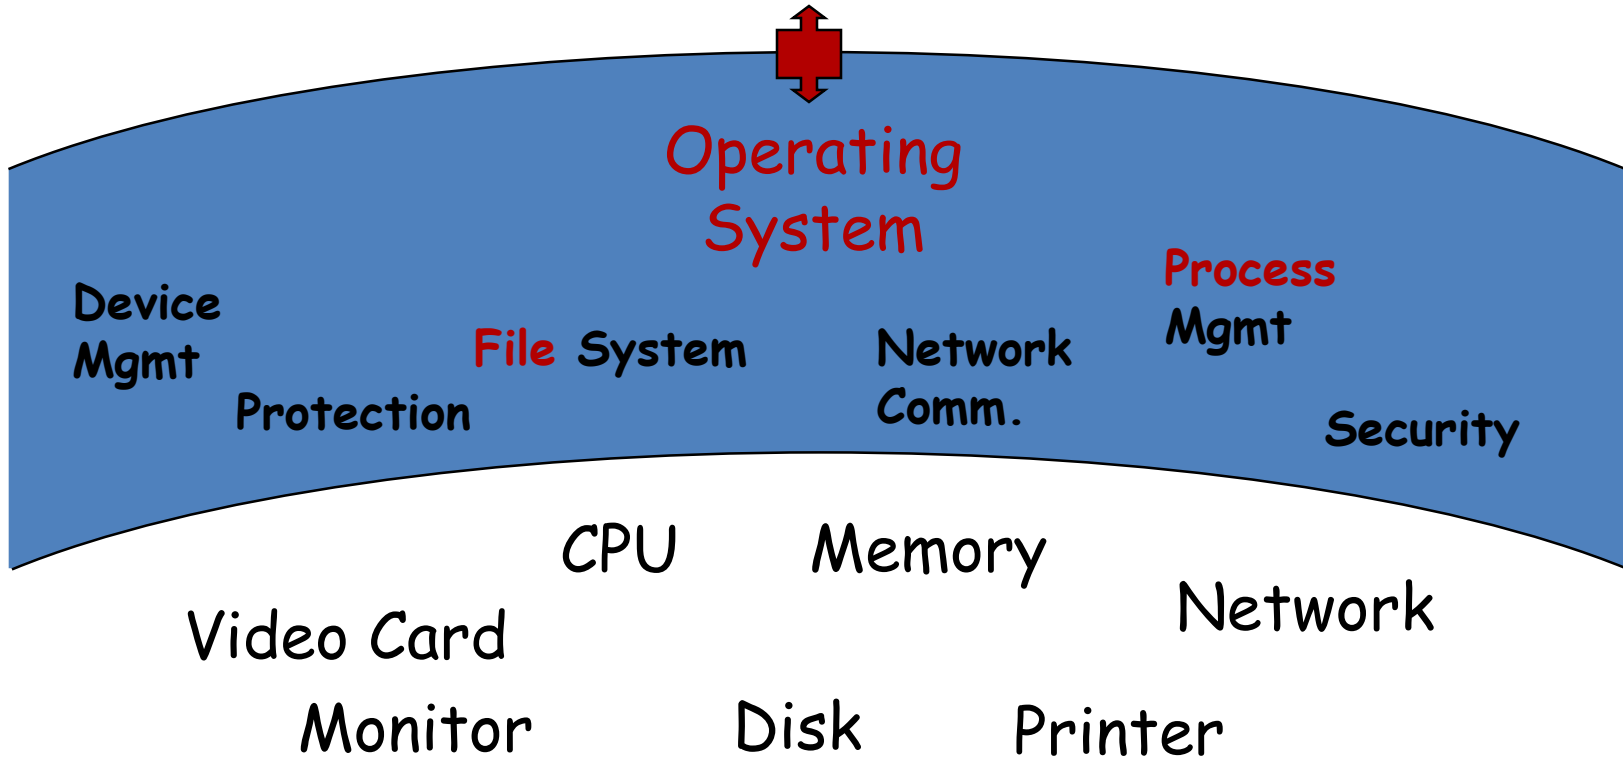 Operating
System
Device
Mgmt
Protection
File System
Network
Comm.
Process
Mgmt
Security
CPU
Memory
Video Card
Network
Monitor
Disk
Printer